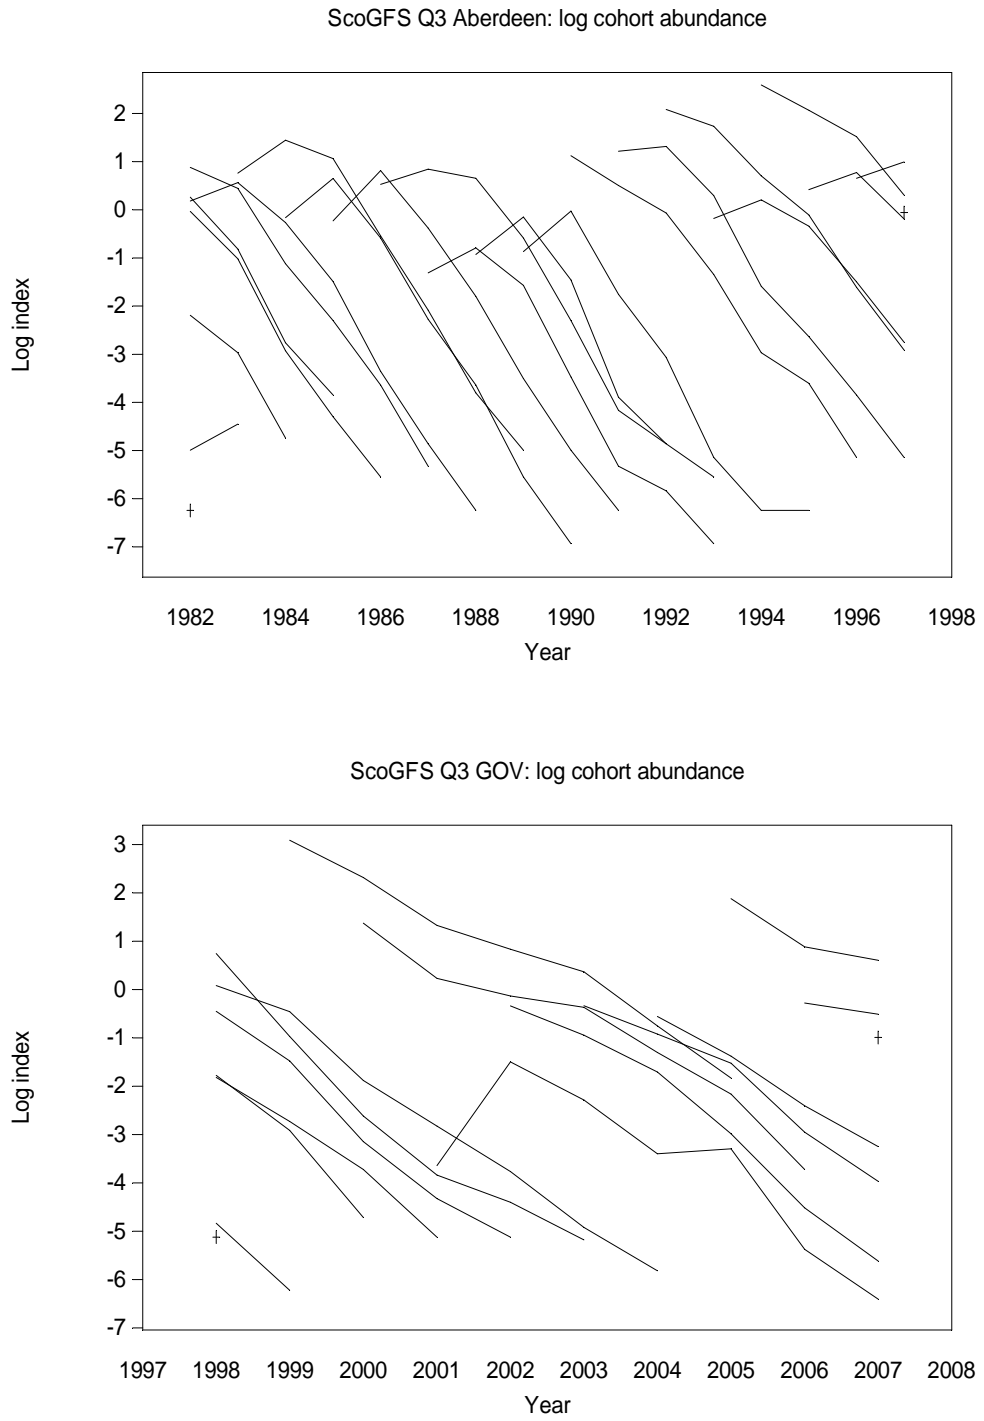 ScoGFS Q3 Aberdeen: log cohort abundance
2
1
0
-1
-2
-3
-4
-5
-6
-7
Log index
1982 1984 1986 1988 1990 1992 1994 1996 1998
Year
ScoGFS Q3 GOV: log cohort abundance
3
2
1
0
-1
-2
-3
-4
-5
-6
-7
Log index
1997 1998 1999 2000 2001 2002 2003 2004 2005 2006 2007 2008
Year